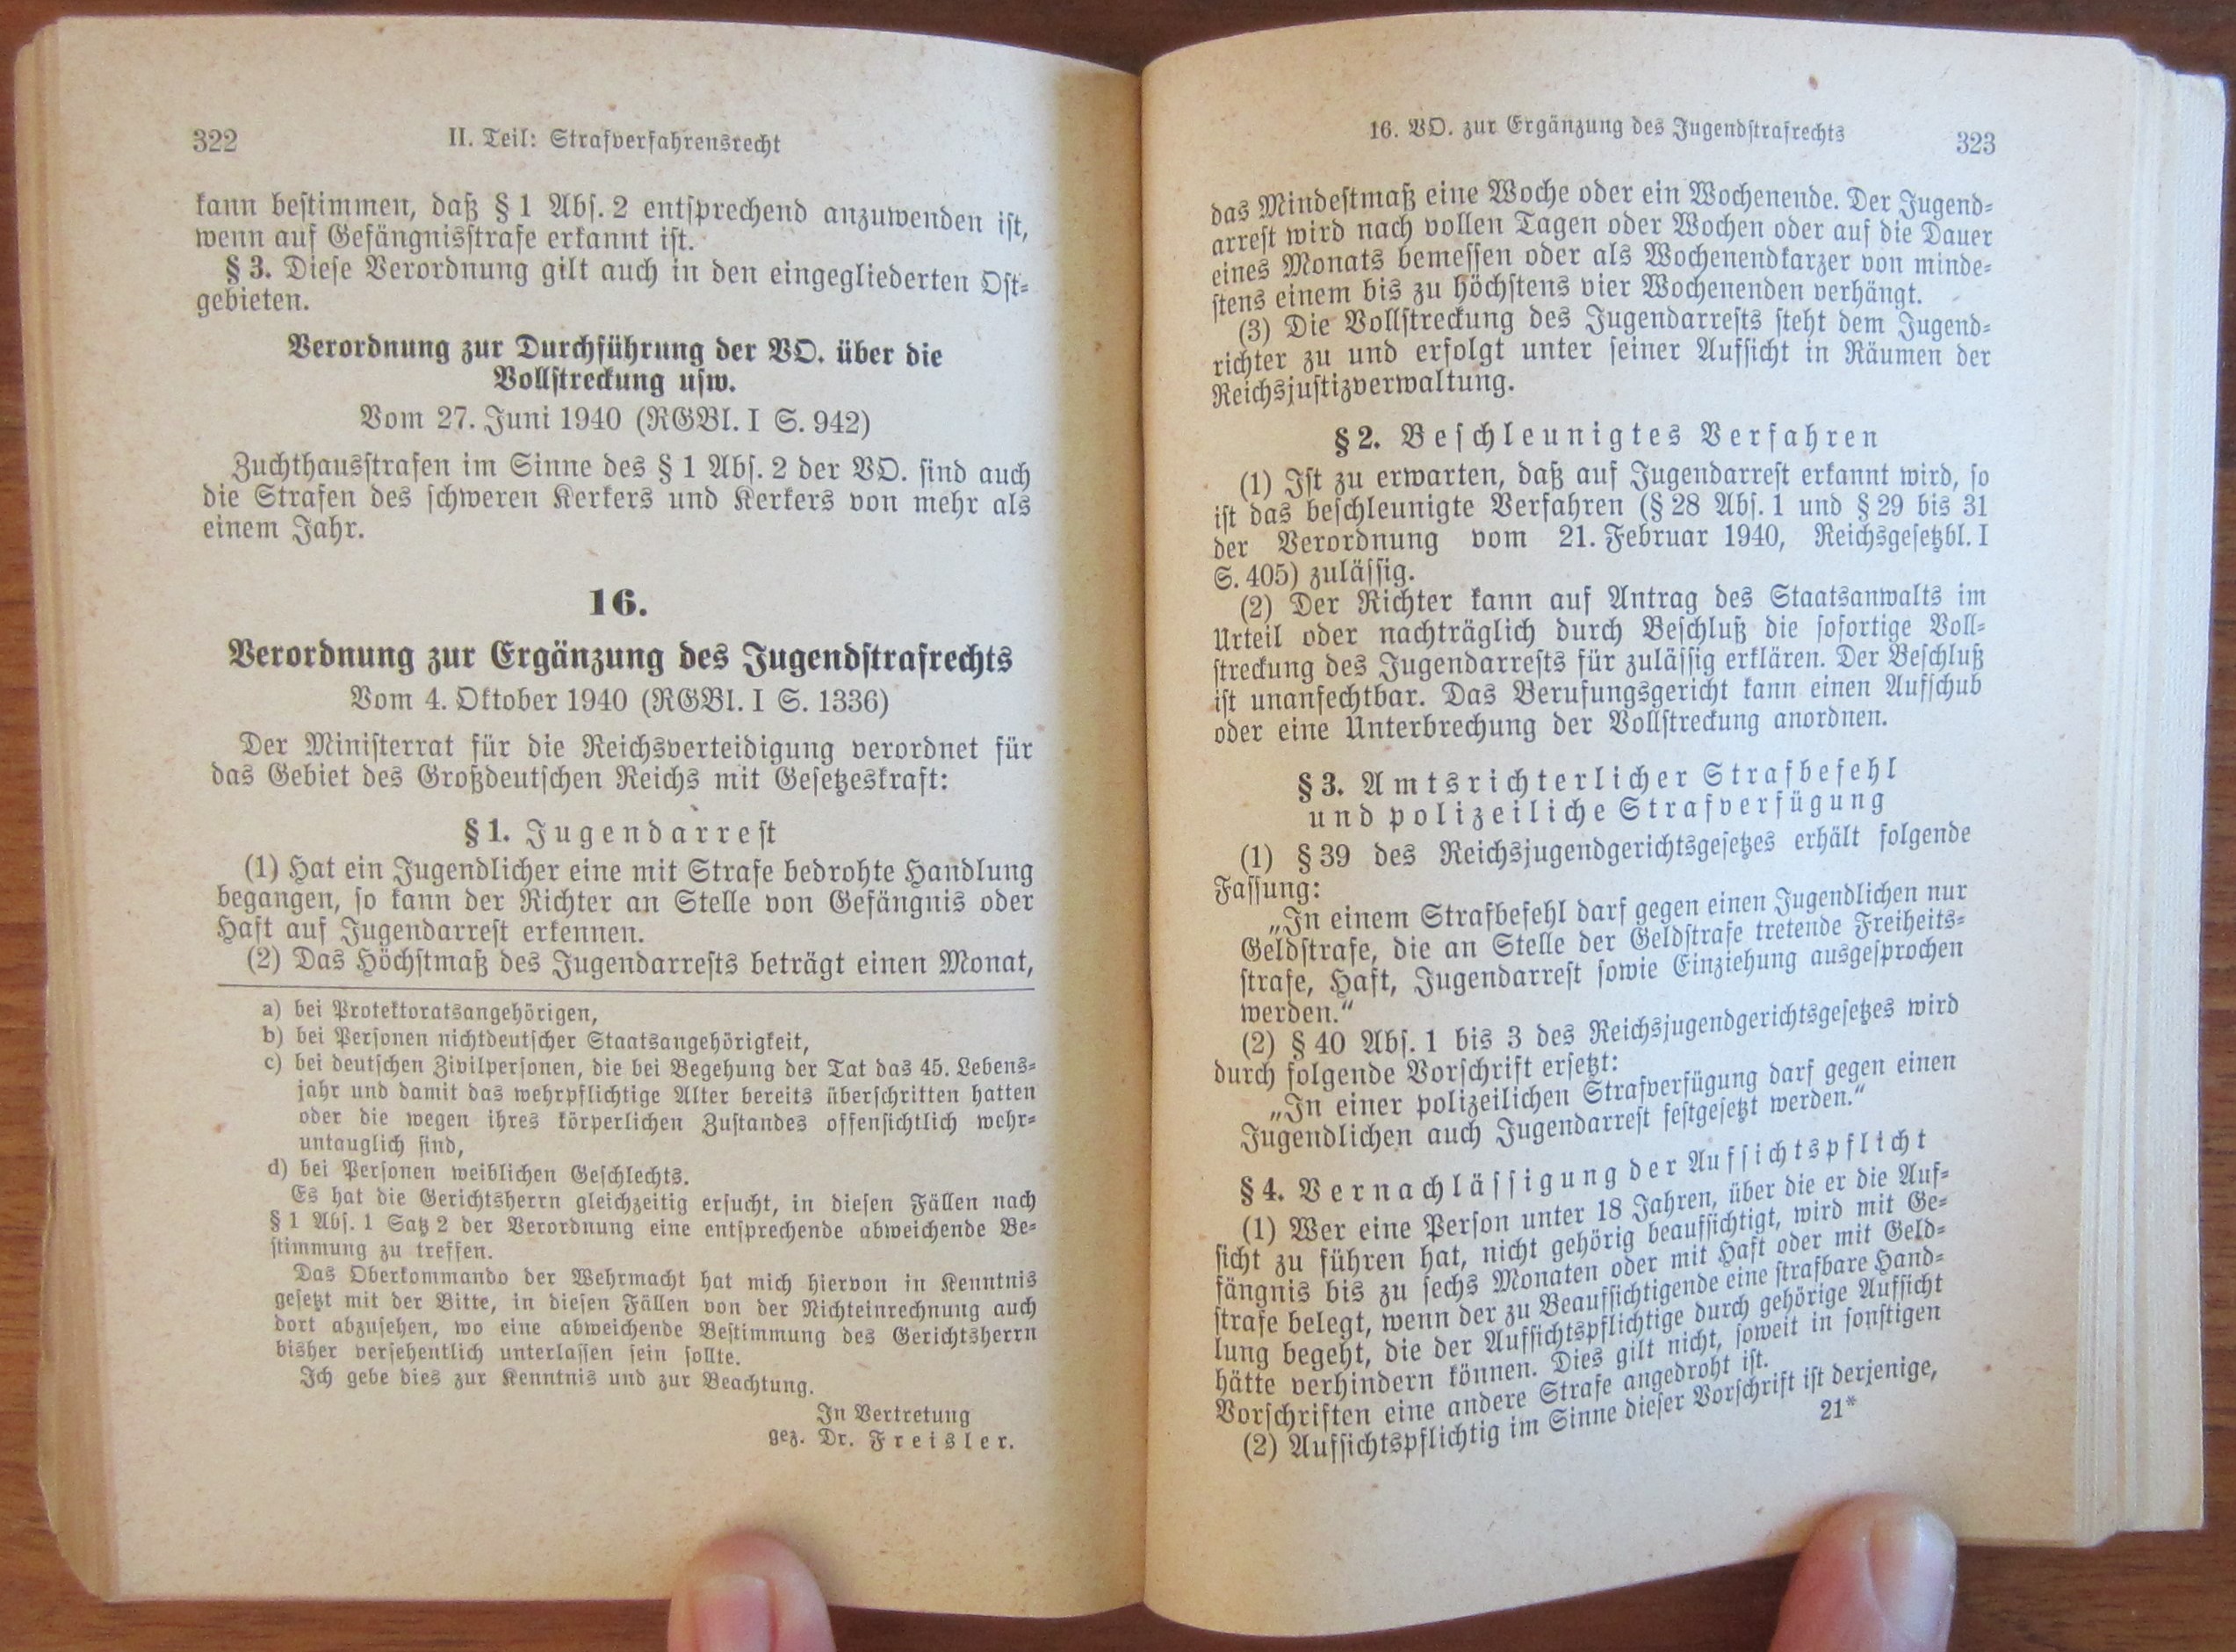 322
II. Teil: Strafverfahrensrecht
kann bestimmen, daß § 1 Abs. 2 entsprechend anzuwenden ist,
wenn auf Gefängnisstrafe erkannt ist.
§ 3. Diese Verordnung gilt auch in den eingegliederten Ost-
gebieten.
Verordnung zur Durchführung der VO. über die
Vollstreckung usw.
Vom 27. Juni 1940 (RGBl. I S. 942)
Zuchthausstrafen im Sinne des § 1 Abs. 2 der VO. sind auch
die Strafen des schweren Kerkers und Kerkers von mehr als
einem Jahr.
16.
Verordnung zur Ergänzung des Jugendstrafrechts
Vom 4. Oktober 1940 (RGBl. I S. 1336)
Der Ministerrat für die Reichsverteidigung verordnet für
das Gebiet des Großdeutschen Reichs mit Gesetzeskraft:
§ 1. Jugendarrest
(1) Hat ein Jugendlicher eine mit Strafe bedrohte Handlung
begangen, so kann der Richter an Stelle von Gefängnis oder
Haft auf Jugendarrest erkennen.
(2) Das Höchstmaß des Jugendarrests beträgt einen Monat,
a) bei Protektoratsangehörigen,
b) bei Personen nichtdeutscher Staatsangehörigkeit,
c) bei deutschen Zivilpersonen, die bei Begehung der Tat das 45. Lebens-
jahr und damit das wehrpflichtige Alter bereits überschritten hatten
oder die wegen ihres körperlichen Zustandes offensichtlich wehr-
untauglich sind,
d) bei Personen weiblichen Geschlechts.
Es hat die Gerichtsherrn gleichzeitig ersucht, in diesen Fällen nach
§ 1 Abs. 1 Satz 2 der Verordnung eine entsprechende abweichende Be-
stimmung zu treffen.
Das Oberkommando der Wehrmacht hat mich hiervon in Kenntnis
gesetzt mit der Bitte, in diesen Fällen von der Nichteinrechnung auch
dort abzusehen, wo eine abweichende Bestimmung des Gerichtsherrn
bisher versehentlich unterlassen sein sollte.
Ich gebe dies zur Kenntnis und zur Beachtung.
In Vertretung
gez. Dr. Freisler.
16. VO. zur Ergänzung des Jugendstrafrechts
323
das Mindestmaß eine Woche oder ein Wochenende. Der Jugend-
arrest wird nach vollen Tagen oder Wochen oder auf die Dauer
eines Monats bemessen oder als Wochenendkarzer von minde-
stens einem bis zu höchstens vier Wochenenden verhängt.
(3) Die Vollstreckung des Jugendarrests steht dem Jugend-
richter zu und erfolgt unter seiner Aufsicht in Räumen der
Reichsjustizverwaltung.
§ 2. Beschleunigtes Verfahren
(1) Ist zu erwarten, daß auf Jugendarrest erkannt wird, so
ist das beschleunigte Verfahren (§ 28 Abs. 1 und § 29 bis 31
der Verordnung vom 21. Februar 1940, Reichsgesetzbl. I
S. 405) zulässig.
(2) Der Richter kann auf Antrag des Staatsanwalts im
Urteil oder nachträglich durch Beschluß die sofortige Voll-
streckung des Jugendarrests für zulässig erklären. Der Beschluß
ist unanfechtbar. Das Berufungsgericht kann einen Aufschub
oder eine Unterbrechung der Vollstreckung anordnen.
§ 3. Amtsrichterlicher Strafbefehl
und polizeiliche Strafverfügung
(1) § 39 des Reichsjugendgerichtsgesetzes erhält folgende
Fassung:
„In einem Strafbefehl darf gegen einen Jugendlichen nur
Geldstrafe, die an Stelle der Geldstrafe tretende Freiheits-
strafe, Haft, Jugendarrest sowie Einziehung ausgesprochen
werden.“
(2) § 40 Abs. 1 bis 3 des Reichsjugendgerichtsgesetzes wird
durch folgende Vorschrift ersetzt:
„In einer polizeilichen Strafverfügung darf gegen einen
Jugendlichen auch Jugendarrest festgesetzt werden.“
§ 4. Vernachlässigung der Aufsichtspflicht
(1) Wer eine Person unter 18 Jahren, über die er die Auf-
sicht zu führen hat, nicht gehörig beaufsichtigt, wird mit Ge-
fängnis bis zu sechs Monaten oder mit Haft oder mit Geld-
strafe belegt, wenn der zu Beaufsichtigende eine strafbare Hand-
lung begeht, die der Aufsichtspflichtige durch gehörige Aufsicht
hätte verhindern können. Dies gilt nicht, soweit in sonstigen
Vorschriften eine andere Strafe angedroht ist.
(2) Aufsichtspflichtig im Sinne dieser Vorschrift ist derjenige,
21*